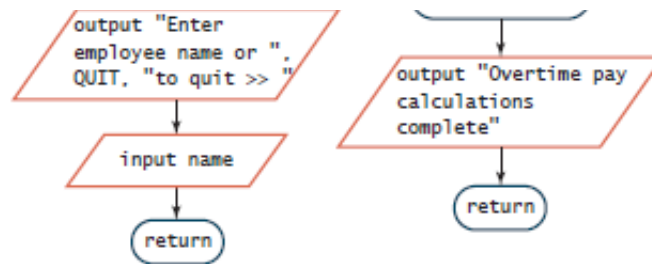 output "Enter
employee name or ",
QUIT, "to quit >> "
input name
return
output "Overtime pay
calculations
complete"
return